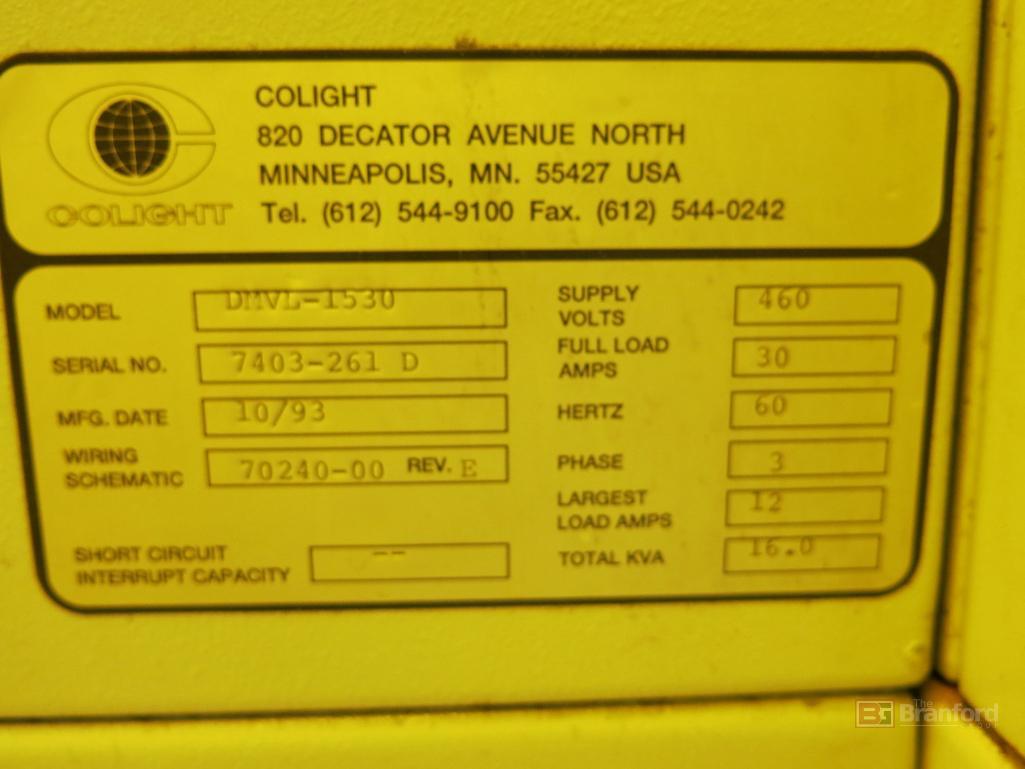 COLIGHT
820 DECATOR AVENUE NORTH
MINNEAPOLIS, MN. 55427 USA
COLIGHT
Tel. (612) 544-9100 Fax. (612) 544-0242
MODEL DMVL-1530
SERIAL NO. 7403-261 D
MFG. DATE 10/93
WIRING
SCHEMATIC 70240-00 REV. E
SHORT CIRCUIT
INTERRUPT CAPACITY --
SUPPLY
VOLTS 460
FULL LOAD
AMPS 30
HERTZ 60
PHASE 3
LARGEST
LOAD AMPS 12
TOTAL KVA 16.0
The
BG Branford